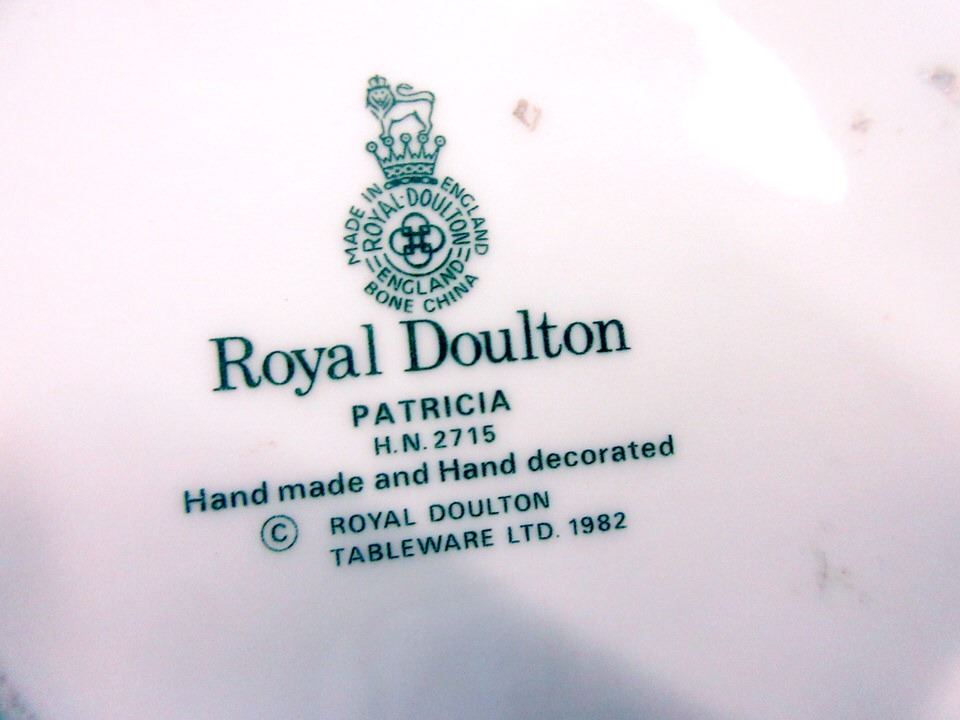 MADE IN ENGLAND
ROYAL·DOULTON
ENGLAND
BONE CHINA
Royal Doulton
PATRICIA
H.N. 2715
Hand made and Hand decorated
© ROYAL DOULTON
TABLEWARE LTD. 1982